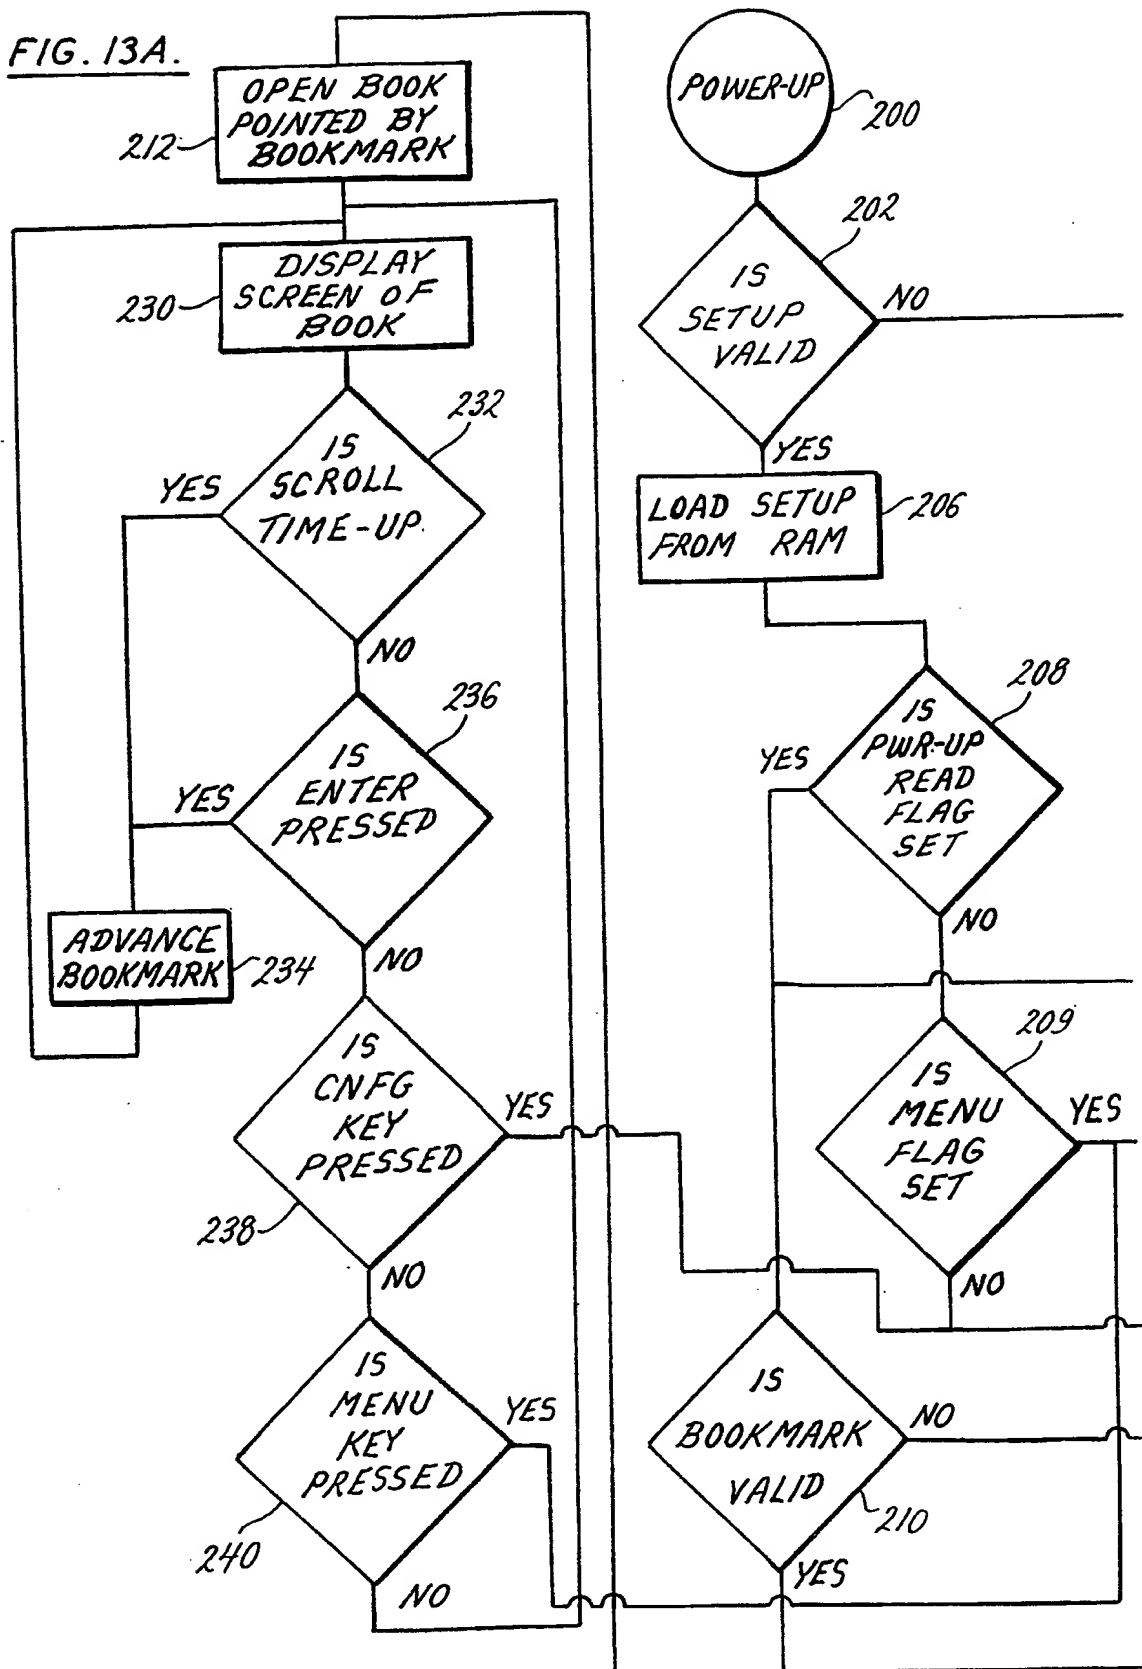 FIG. 13A.
OPEN BOOK
POINTED BY
BOOKMARK
212
DISPLAY
SCREEN OF
BOOK
230
IS
SCROLL
TIME-UP
232
YES
NO
IS
ENTER
PRESSED
236
YES
NO
ADVANCE
BOOKMARK
234
IS
CNFG
KEY
PRESSED
238
YES
NO
IS
MENU
KEY
PRESSED
240
YES
NO
POWER-UP
200
IS
SETUP
VALID
202
NO
YES
LOAD SETUP
FROM RAM
206
IS
PWR-UP
READ
FLAG
SET
208
YES
NO
IS
MENU
FLAG
SET
209
YES
NO
IS
BOOKMARK
VALID
210
NO
YES